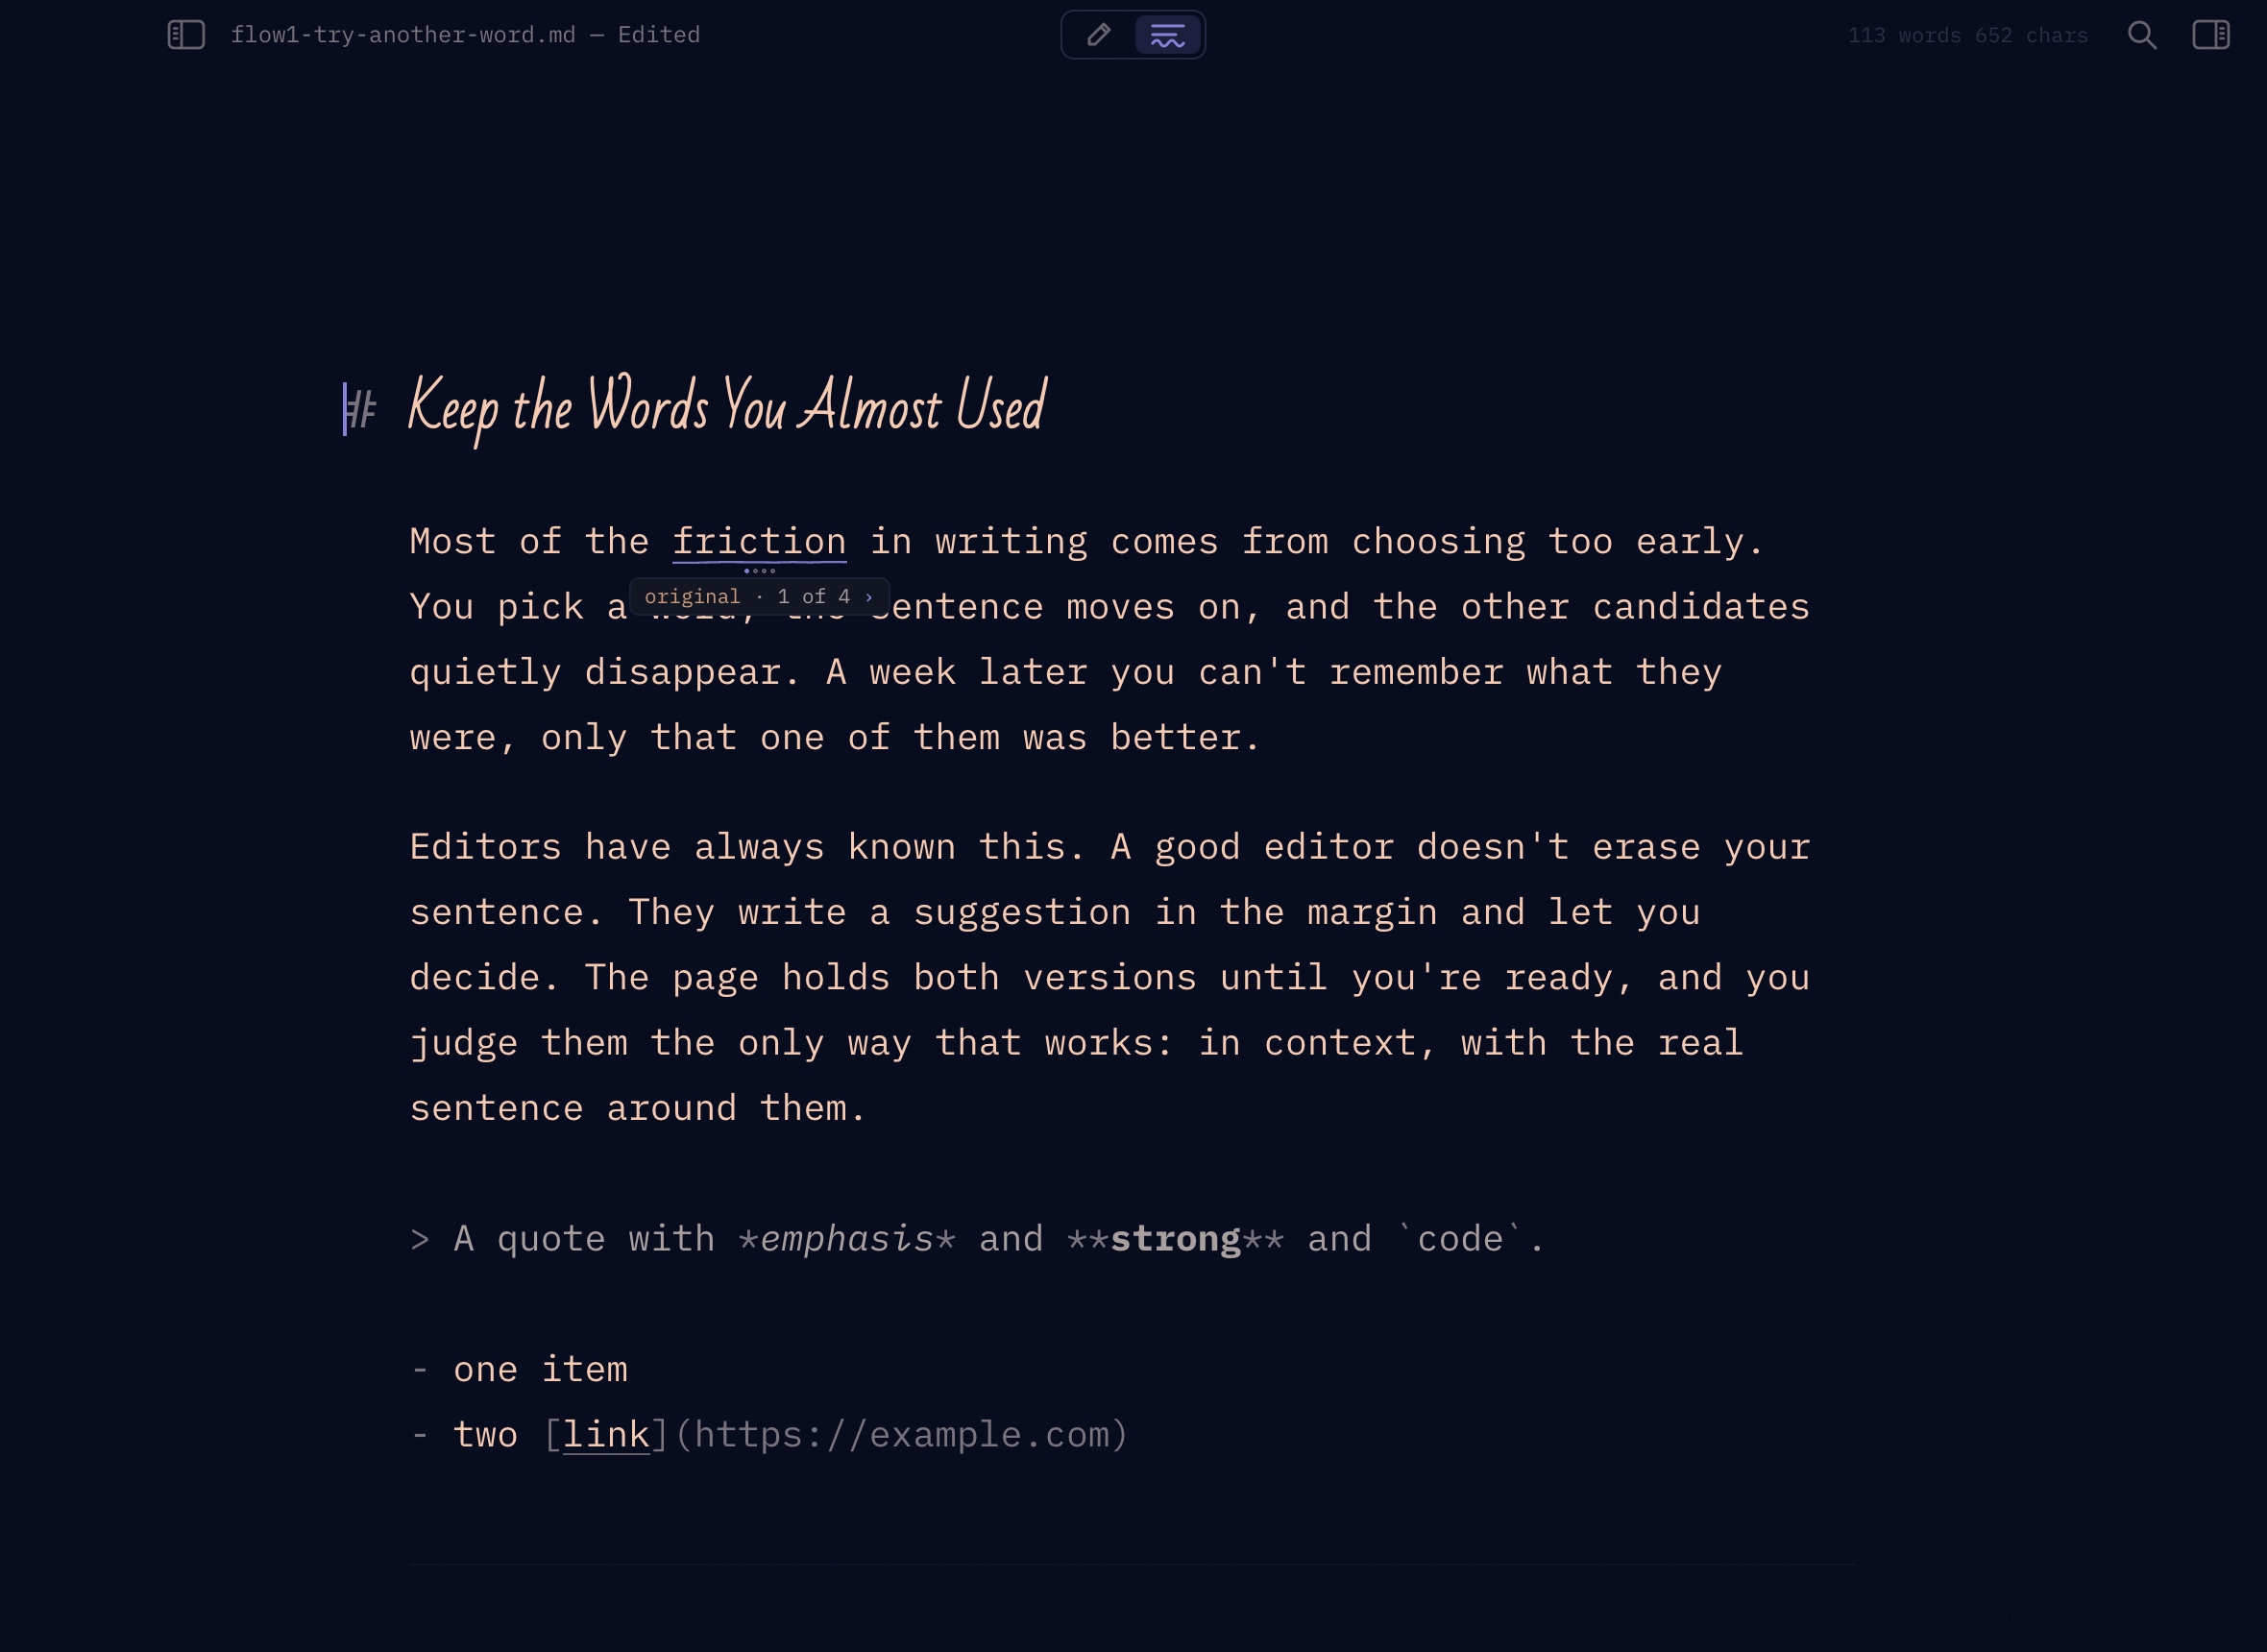 flow1-try-another-word.md — Edited
113 words 652 chars
# Keep the Words You Almost Used
Most of the friction in writing comes from choosing too early.
original · 1 of 4 ›
You pick a sentence moves on, and the other candidates
quietly disappear. A week later you can't remember what they
were, only that one of them was better.
Editors have always known this. A good editor doesn't erase your
sentence. They write a suggestion in the margin and let you
decide. The page holds both versions until you're ready, and you
judge them the only way that works: in context, with the real
sentence around them.
> A quote with *emphasis* and **strong** and `code`.
- one item
- two [link](https://example.com)